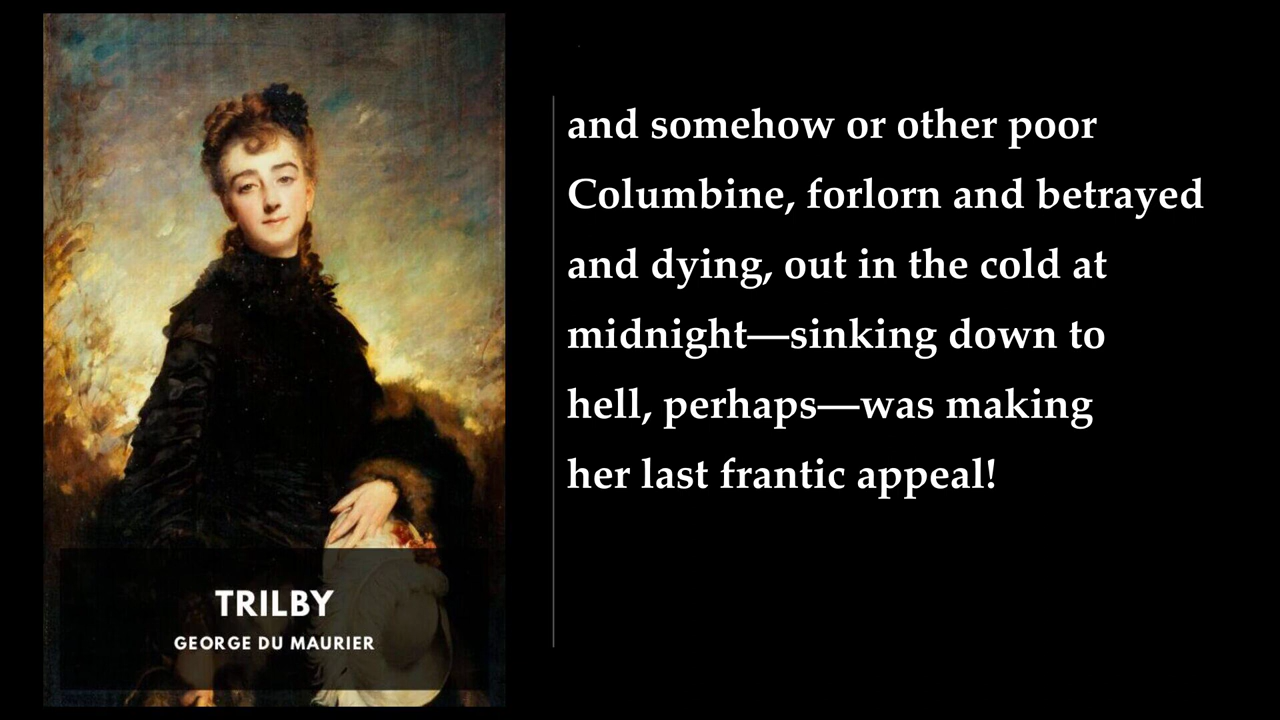 and somehow or other poor
Columbine, forlorn and betrayed
and dying, out in the cold at
midnight—sinking down to
hell, perhaps—was making
her last frantic appeal!
TRILBY
GEORGE DU MAURIER